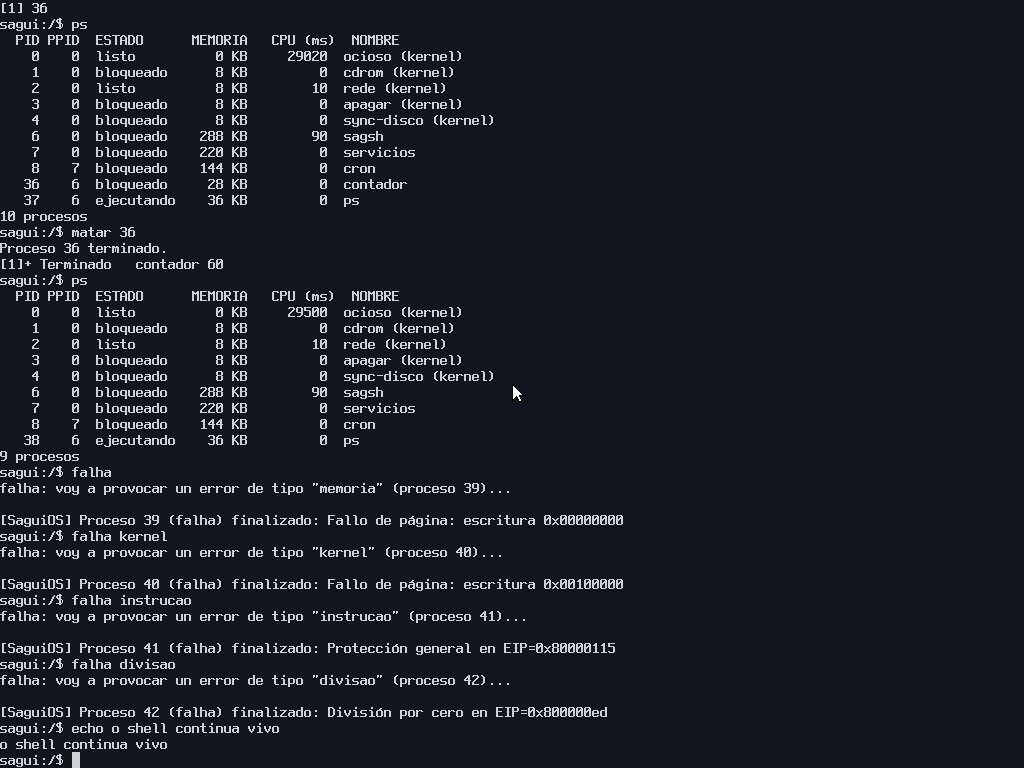 [1] 36
sagui:/$ ps
  PID PPID  ESTADO      MEMORIA   CPU (ms)  NOMBRE
    0    0  listo          0 KB     29020  ocioso (kernel)
    1    0  bloqueado      8 KB         0  cdrom (kernel)
    2    0  listo          8 KB        10  rede (kernel)
    3    0  bloqueado      8 KB         0  apagar (kernel)
    4    0  bloqueado      8 KB         0  sync-disco (kernel)
    6    0  bloqueado    288 KB        90  sagsh
    7    0  bloqueado    220 KB         0  servicios
    8    7  bloqueado    144 KB         0  cron
   36    6  bloqueado     28 KB         0  contador
   37    6  ejecutando    36 KB         0  ps
10 procesos
sagui:/$ matar 36
Proceso 36 terminado.
[1]+ Terminado   contador 60
sagui:/$ ps
  PID PPID  ESTADO      MEMORIA   CPU (ms)  NOMBRE
    0    0  listo          0 KB     29500  ocioso (kernel)
    1    0  bloqueado      8 KB         0  cdrom (kernel)
    2    0  listo          8 KB        10  rede (kernel)
    3    0  bloqueado      8 KB         0  apagar (kernel)
    4    0  bloqueado      8 KB         0  sync-disco (kernel)
    6    0  bloqueado    288 KB        90  sagsh
    7    0  bloqueado    220 KB         0  servicios
    8    7  bloqueado    144 KB         0  cron
   38    6  ejecutando    36 KB         0  ps
9 procesos
sagui:/$ falha
falha: voy a provocar un error de tipo "memoria" (proceso 39)...

[SaguiOS] Proceso 39 (falha) finalizado: Fallo de página: escritura 0x00000000
sagui:/$ falha kernel
falha: voy a provocar un error de tipo "kernel" (proceso 40)...

[SaguiOS] Proceso 40 (falha) finalizado: Fallo de página: escritura 0x00100000
sagui:/$ falha instrucao
falha: voy a provocar un error de tipo "instrucao" (proceso 41)...

[SaguiOS] Proceso 41 (falha) finalizado: Protección general en EIP=0x80000115
sagui:/$ falha divisao
falha: voy a provocar un error de tipo "divisao" (proceso 42)...

[SaguiOS] Proceso 42 (falha) finalizado: División por cero en EIP=0x800000ed
sagui:/$ echo o shell continua vivo
o shell continua vivo
sagui:/$